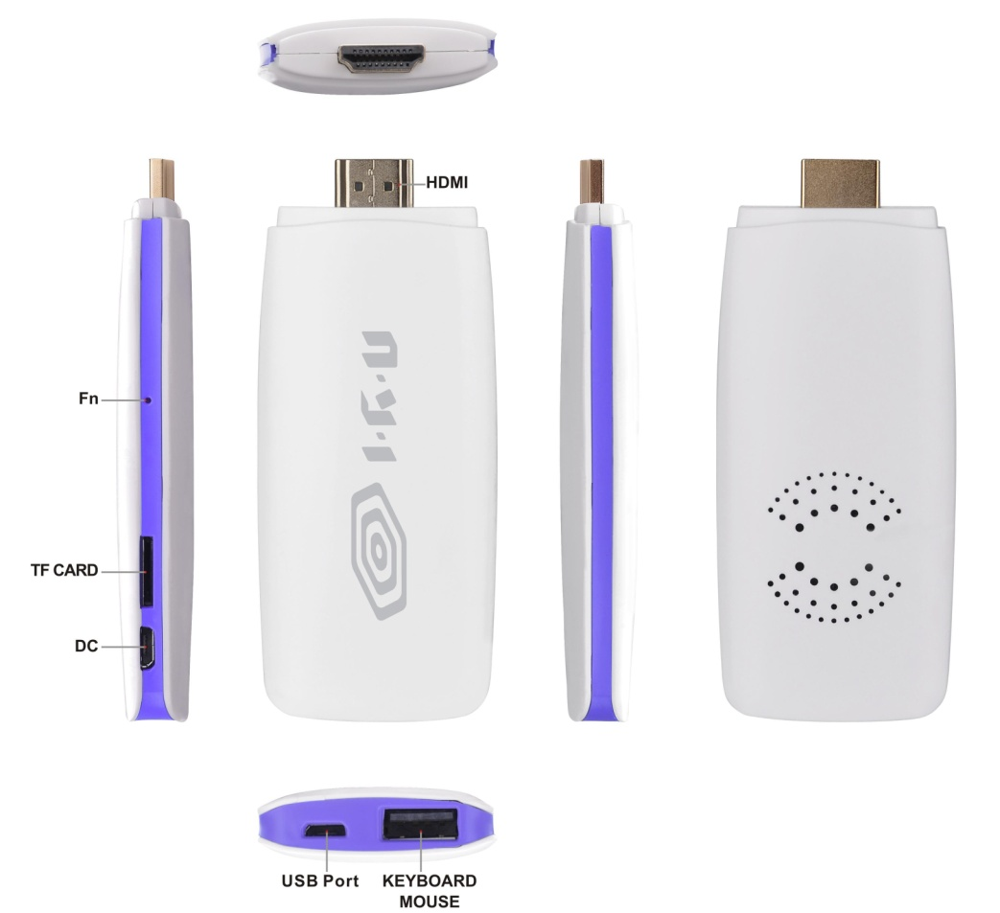 HDMI
I·K·U
Fn
TF CARD
DC
USB Port
KEYBOARD
MOUSE